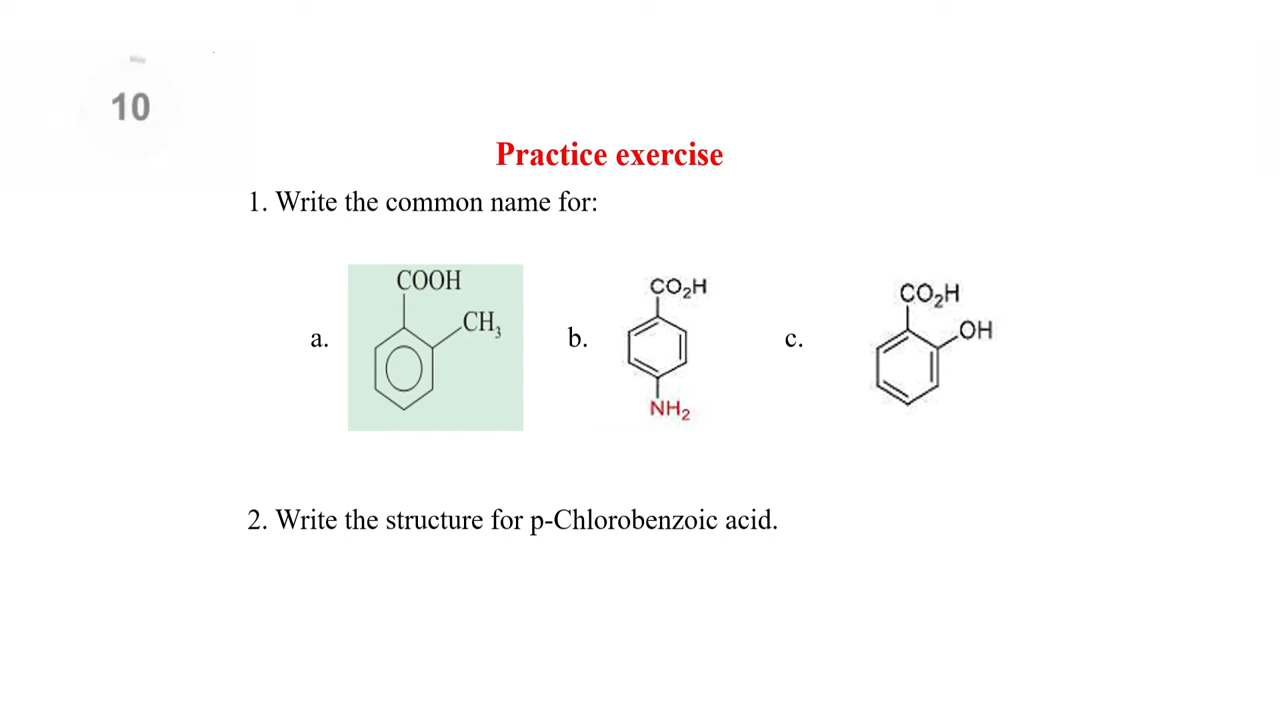 10
Practice exercise
1. Write the common name for:
a.
COOH
CH3
b.
CO2H
NH2
c.
CO2H
OH
2. Write the structure for p-Chlorobenzoic acid.